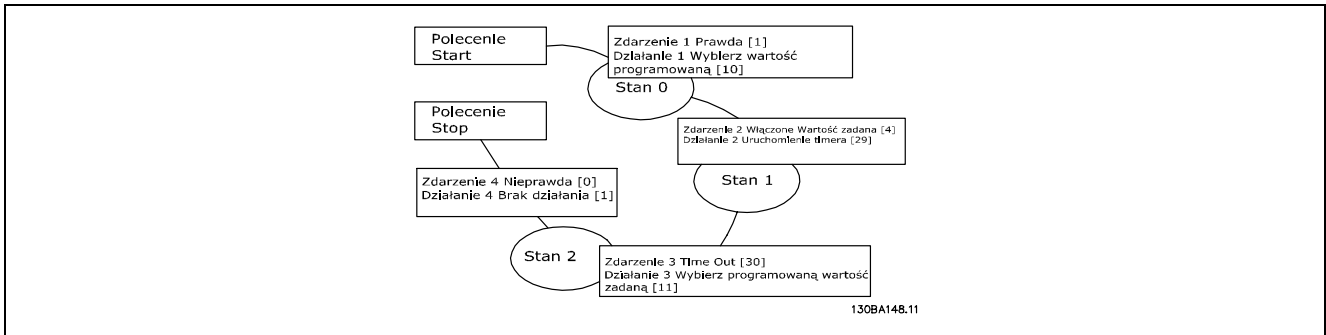 Polecenie
Start
Zdarzenie 1 Prawda [1]
Działanie 1 Wybierz wartość
programowaną [10]
Stan 0
Polecenie
Stop
Zdarzenie 2 Włączone Wartość zadana [4]
Działanie 2 Uruchomienie timera [29]
Stan 1
Zdarzenie 4 Nieprawda [0]
Działanie 4 Brak działania [1]
Stan 2
Zdarzenie 3 Time Out [30]
Działanie 3 Wybierz programowaną wartość
zadaną [11]
130BA148.11